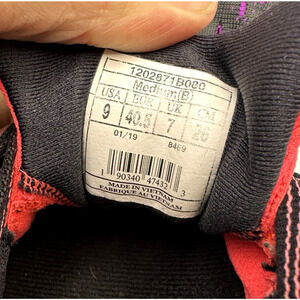 1202871B080
Medium(B)
USA EUR UK CM
9 40.5 7 26
01/19 8469
MADE IN VIETNAM
FABRIQUE AU VIETNAM
1 90340 47432 3